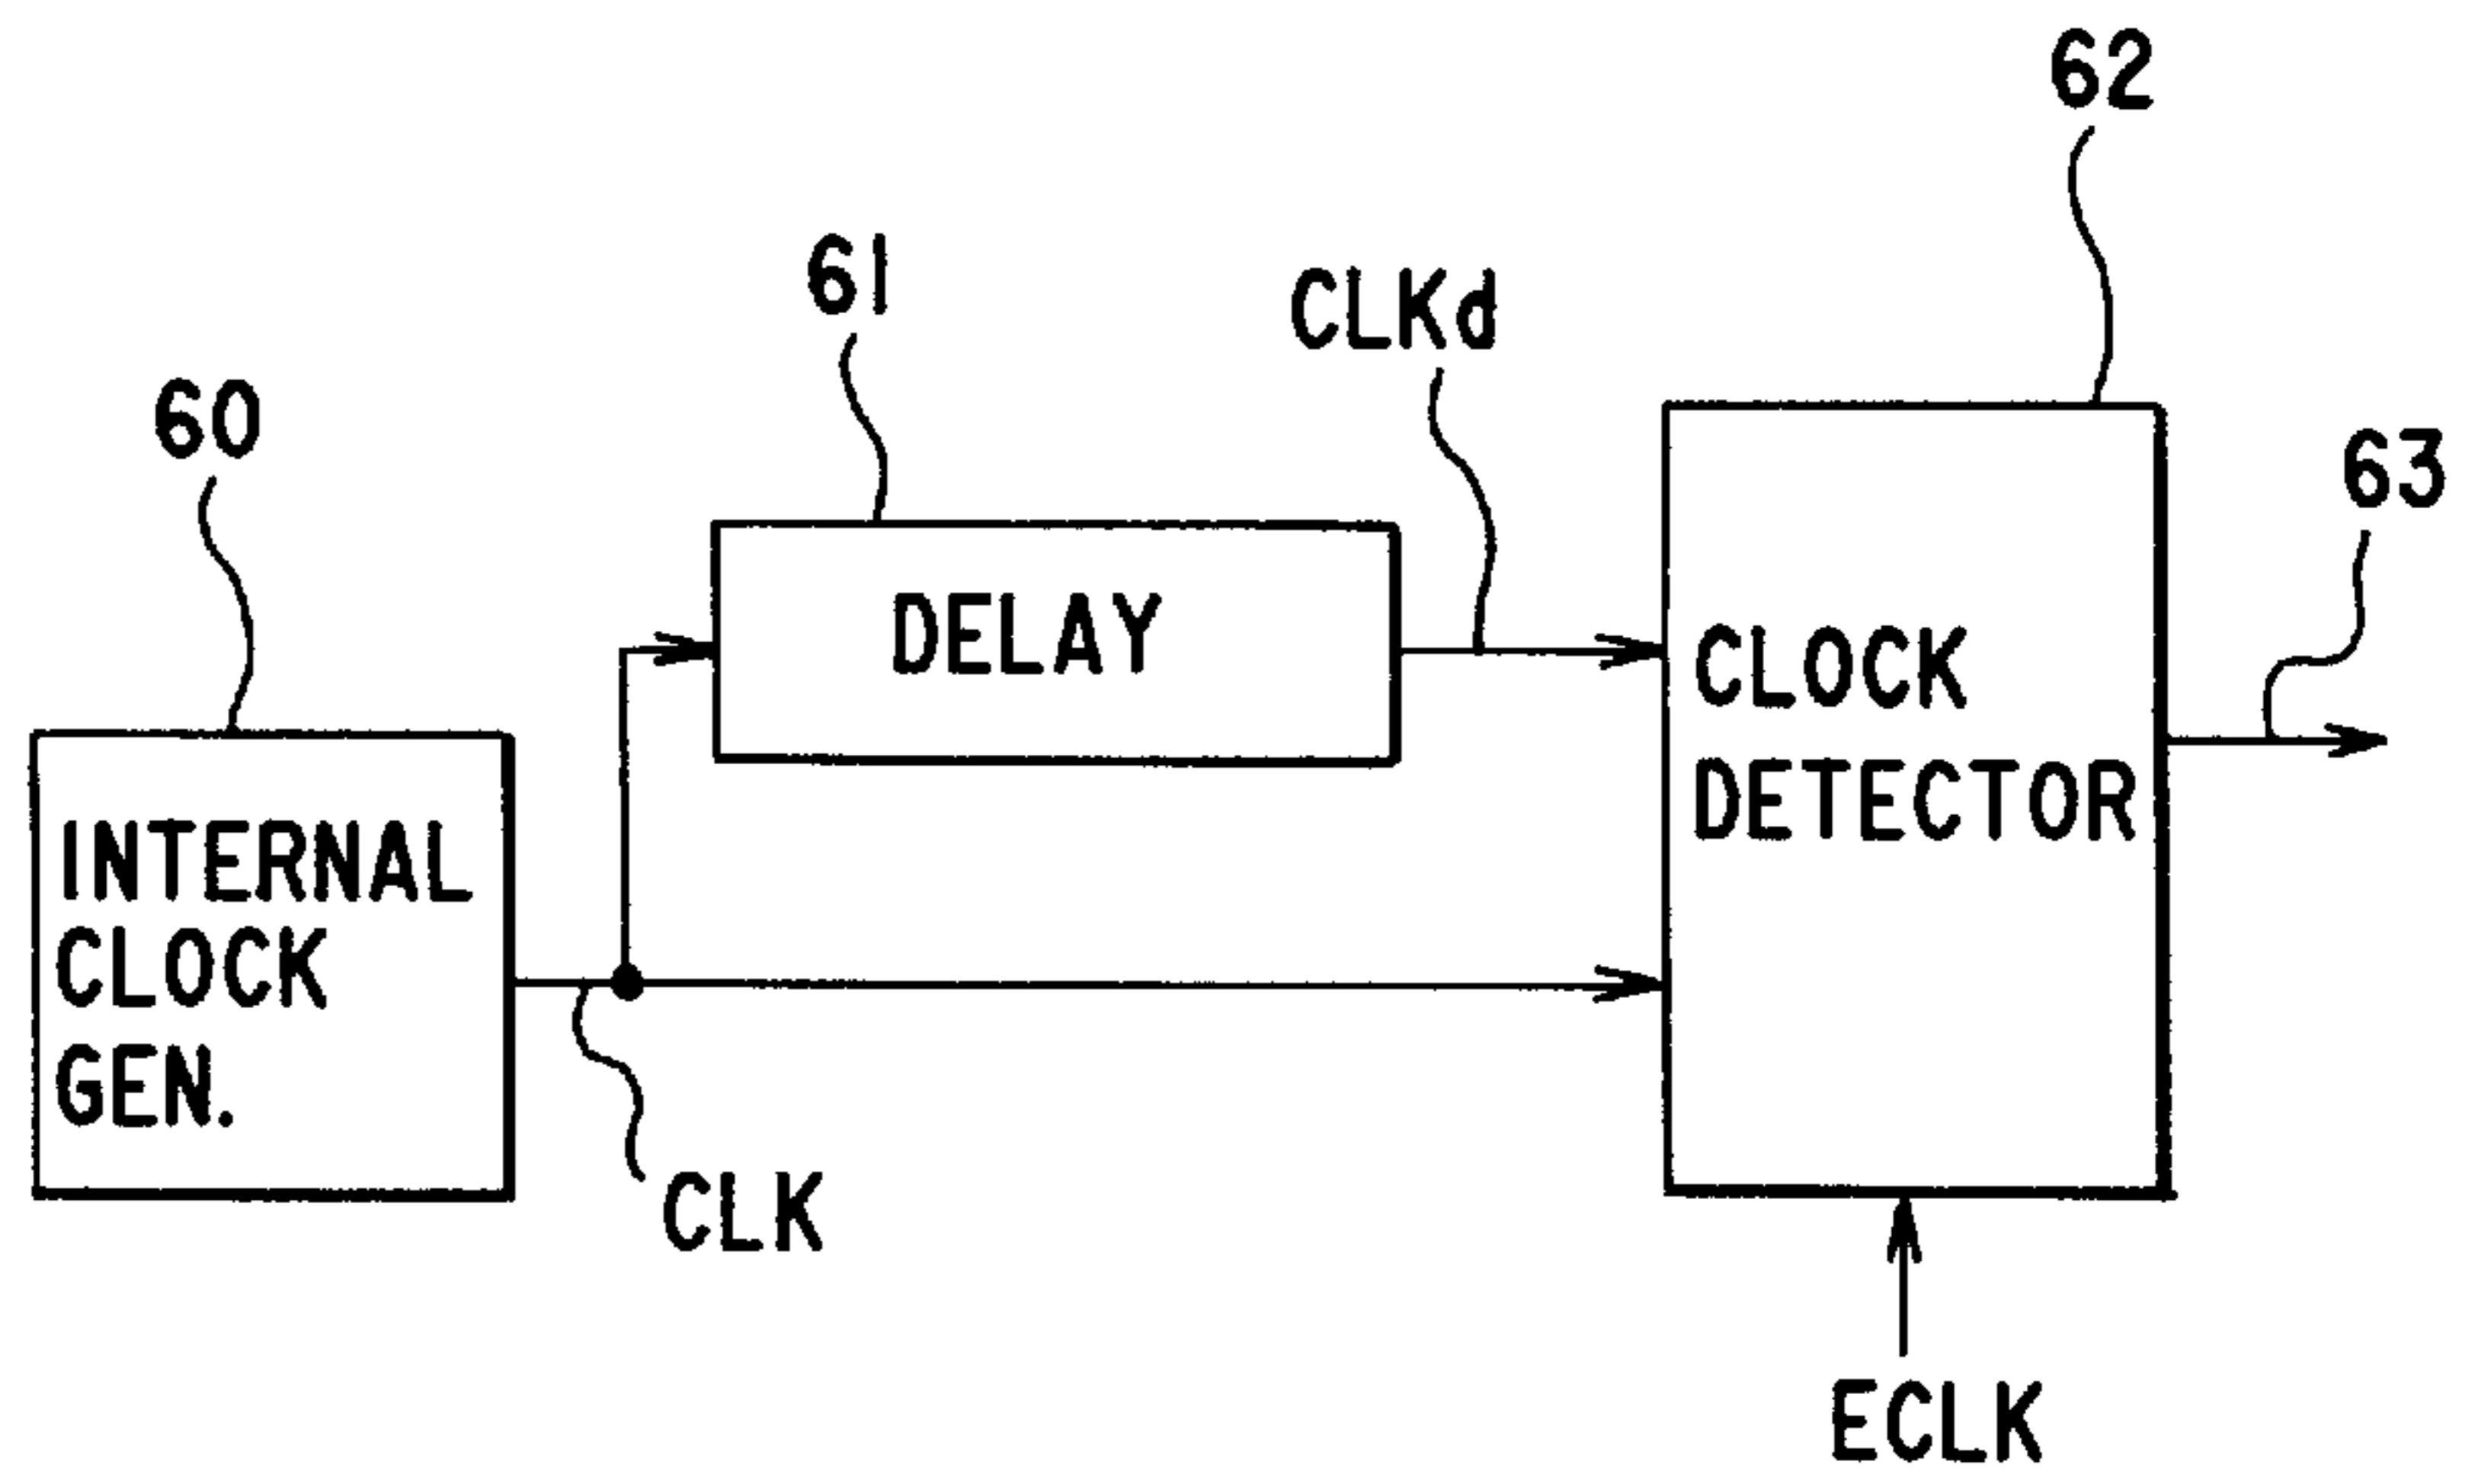 62
61
CLKd
60
63
DELAY
CLOCK
DETECTOR
INTERNAL
CLOCK
GEN.
CLK
ECLK